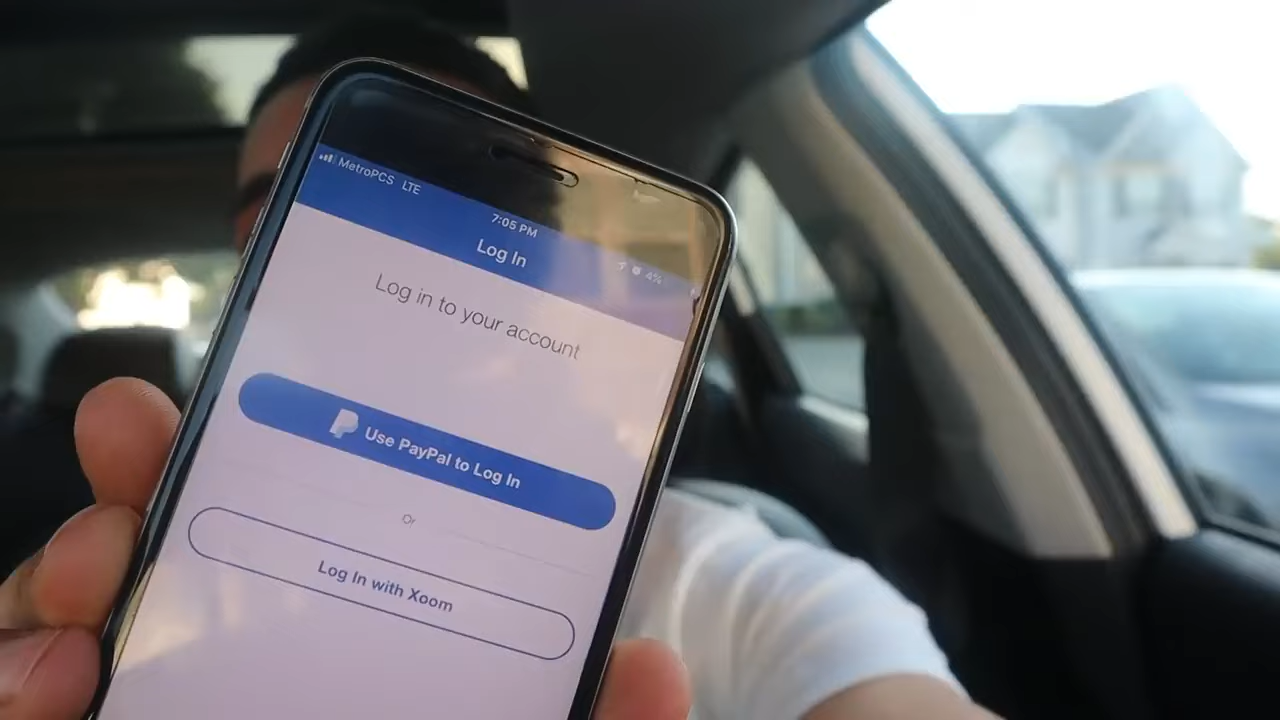 MetroPCS LTE
7:05 PM
4%
Log In
Log in to your account
Use PayPal to Log In
Or
Log In with Xoom